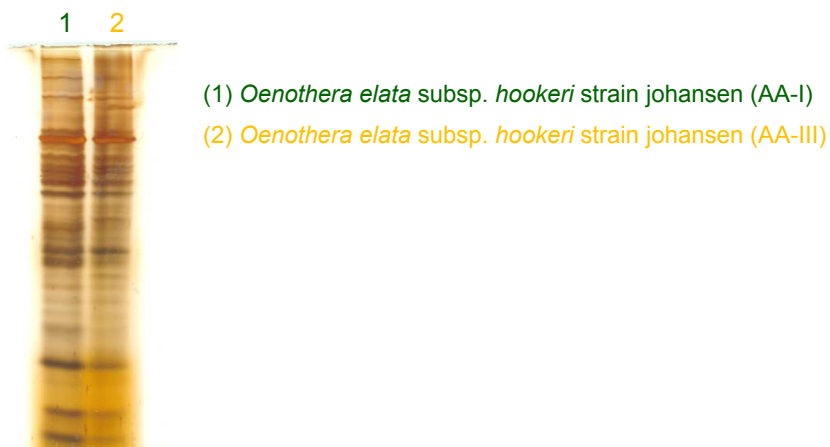 1 2
(1) Oenothera elata subsp. hookeri strain johansen (AA-I)
(2) Oenothera elata subsp. hookeri strain johansen (AA-III)